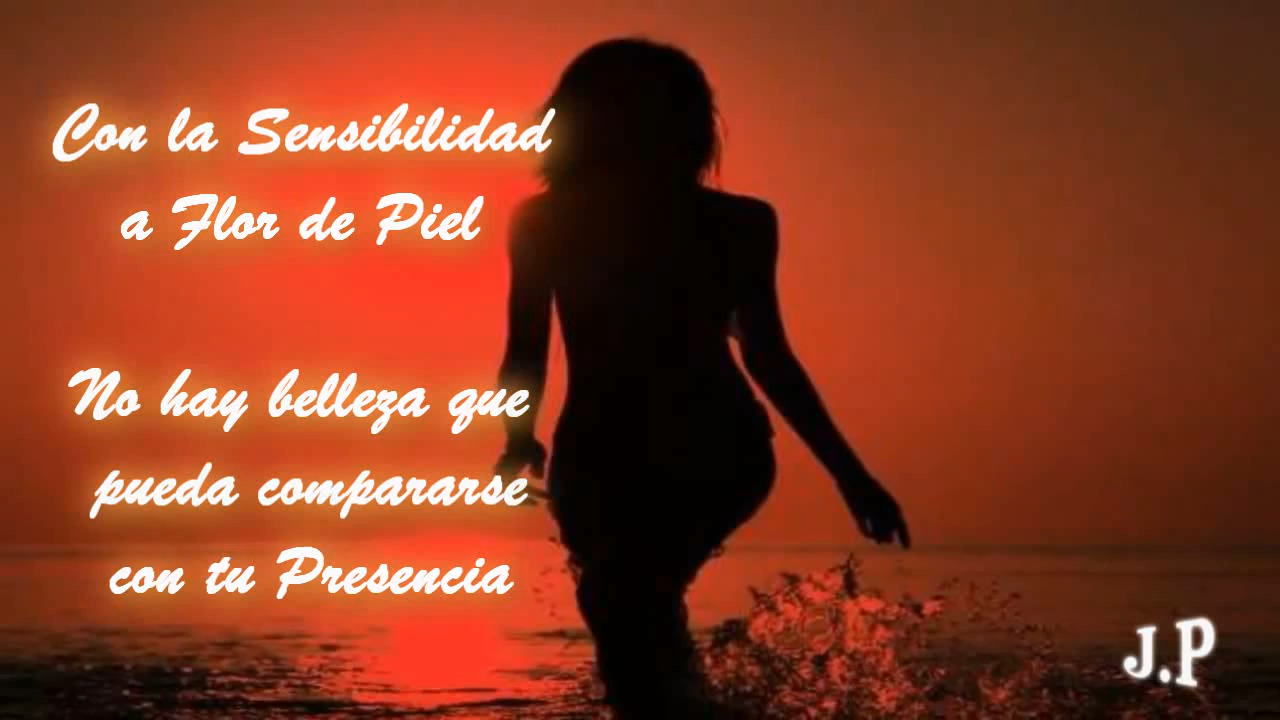 Con la Sensibilidad
a Flor de Piel
No hay belleza que
pueda compararse
con tu Presencia
J.P